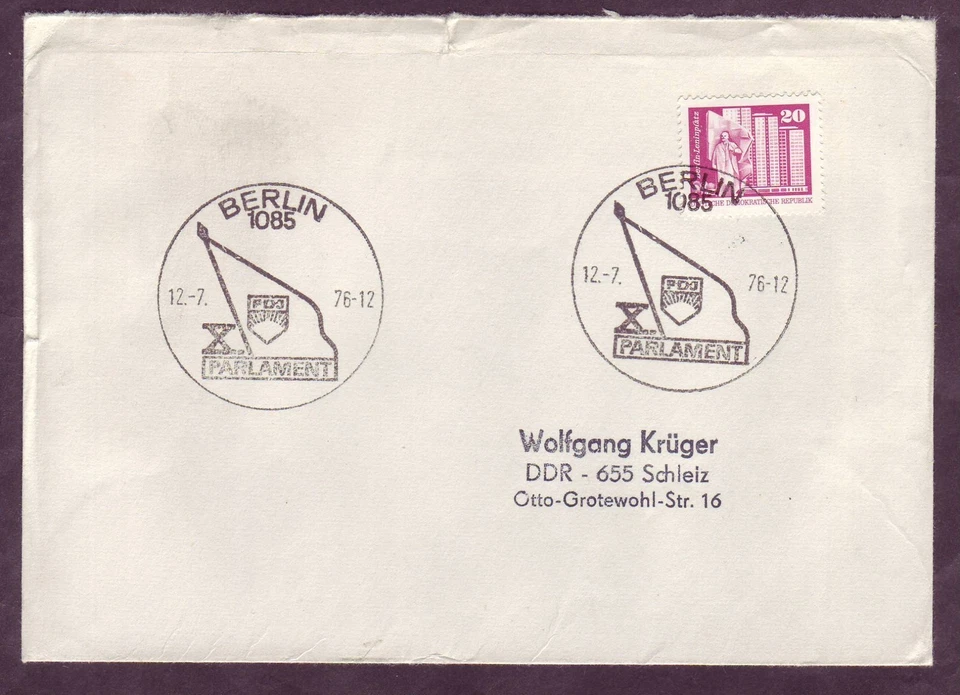 BERLIN
1085
12.-7.
76-12
FDJ
X.
PARLAMENT
20
Leninplatz
DEMOKRATISCHE REPUBLIK
BERLIN
1085
12.-7.
76-12
FDJ
X.
PARLAMENT
Wolfgang Krüger
DDR - 655 Schleiz
Otto-Grotewohl-Str. 16